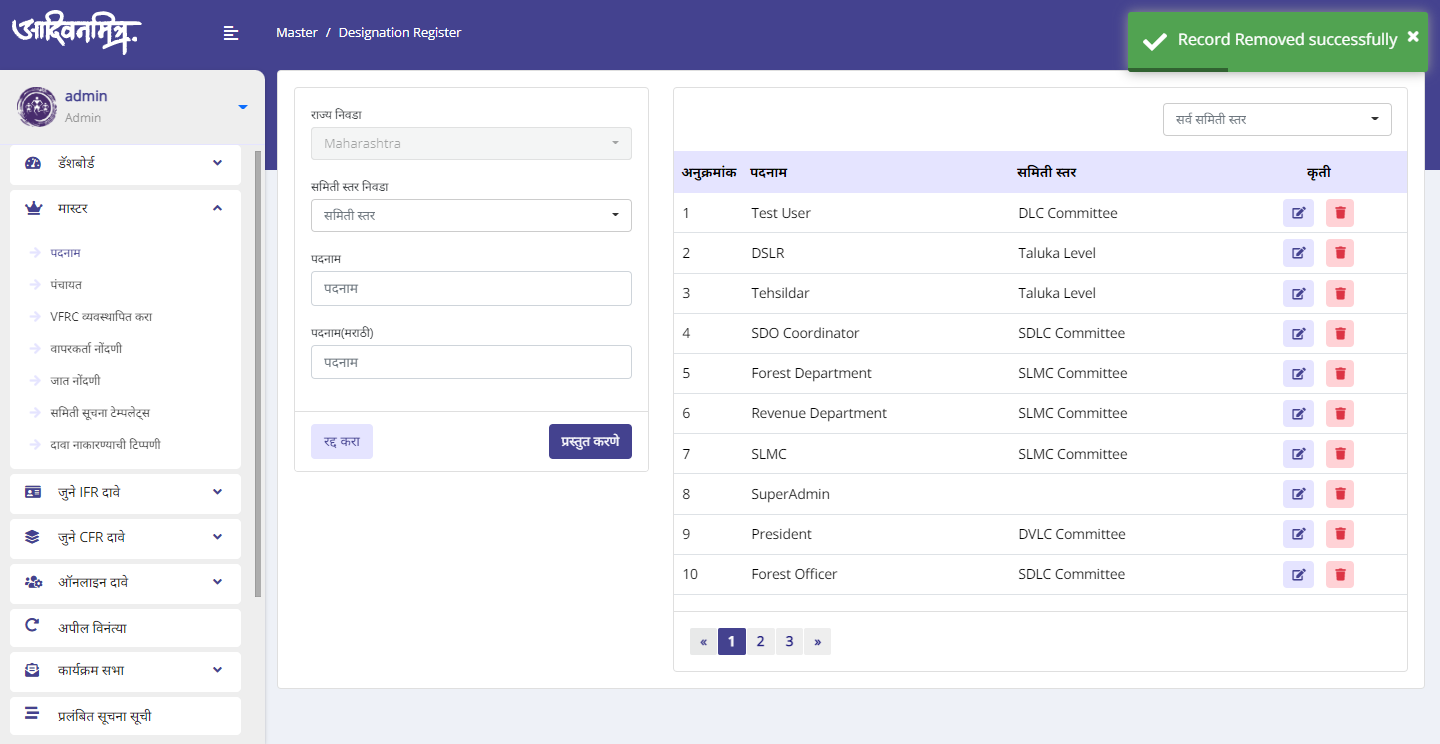 आदिवनमित्र
Master / Designation Register
Record Removed successfully
admin
Admin
डॅशबोर्ड
मास्टर
पदनाम
पंचायत
VFRC व्यवस्थापित करा
वापरकर्ता नोंदणी
जात नोंदणी
समिती सूचना टेम्पलेट्स
दावा नाकारण्याची टिप्पणी
जुने IFR दावे
जुने CFR दावे
ऑनलाइन दावे
अपील विनंत्या
कार्यक्रम सभा
प्रलंबित सूचना सूची
राज्य निवडा
Maharashtra
समिती स्तर निवडा
समिती स्तर
पदनाम
पदनाम
पदनाम(मराठी)
पदनाम
रद्द करा प्रस्तुत करणे
सर्व समिती स्तर
अनुक्रमांक पदनाम समिती स्तर कृती
1 Test User DLC Committee
2 DSLR Taluka Level
3 Tehsildar Taluka Level
4 SDO Coordinator SDLC Committee
5 Forest Department SLMC Committee
6 Revenue Department SLMC Committee
7 SLMC SLMC Committee
8 SuperAdmin
9 President DVLC Committee
10 Forest Officer SDLC Committee
« 1 2 3 »